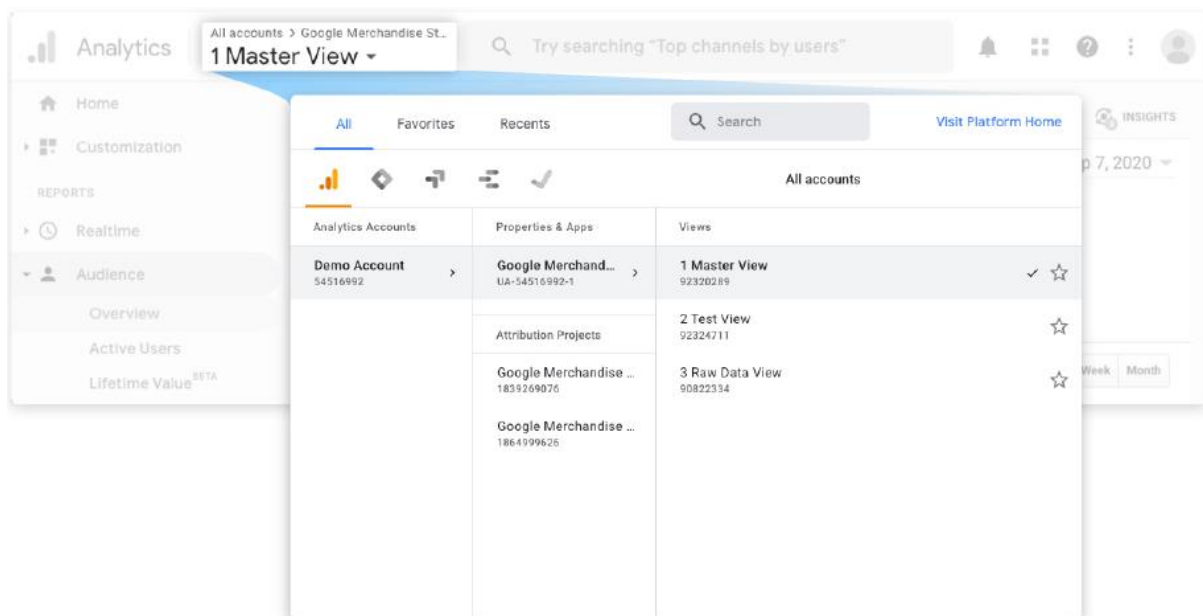 Analytics
All accounts > Google Merchandise St...
1 Master View
Try searching "Top channels by users"
Home
Customization
REPORTS
Realtime
Audience
Overview
Active Users
Lifetime Value BETA
INSIGHTS
p 7, 2020
Week Month
All Favorites Recents Search Visit Platform Home
All accounts
Analytics Accounts Properties & Apps Views
Demo Account
54516992
Google Merchand...
UA-54516992-1
Attribution Projects
Google Merchandise ...
1839269076
Google Merchandise ...
1864999626
1 Master View
92320289
2 Test View
92324711
3 Raw Data View
90822334